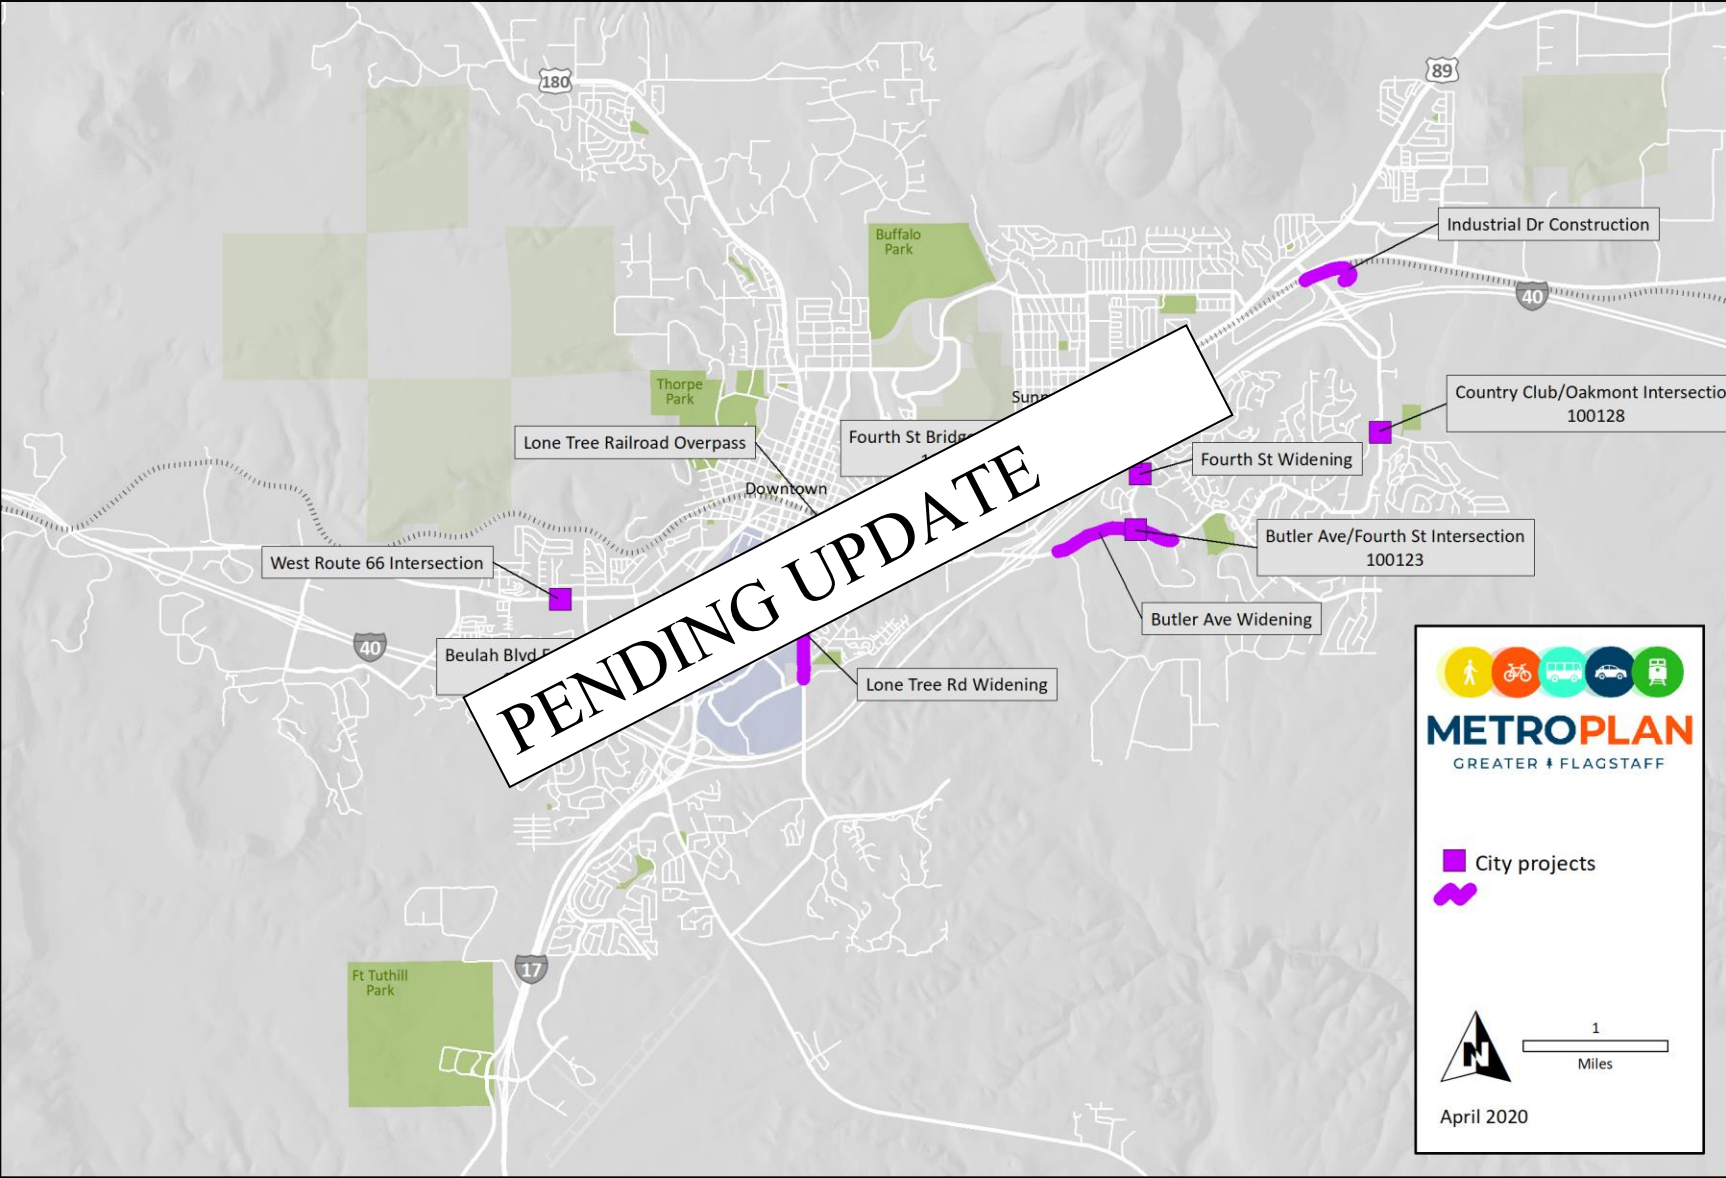 180
89
Buffalo
Park
Industrial Dr Construction
40
Thorpe
Park
Country Club/Oakmont
100128
Lone Tree Railroad Overpass
Fourth St
Fourth St Widening
Downtown
PENDING UPDATE
Butler Ave/Fourth St Intersection
100123
West Route 66 Intersection
Butler Ave Widening
40
Beulah Blvd
Lone Tree Rd Widening
METROPLAN
GREATER FLAGSTAFF
City projects
Ft Tuthill
Park
17
N
1
Miles
April 2020